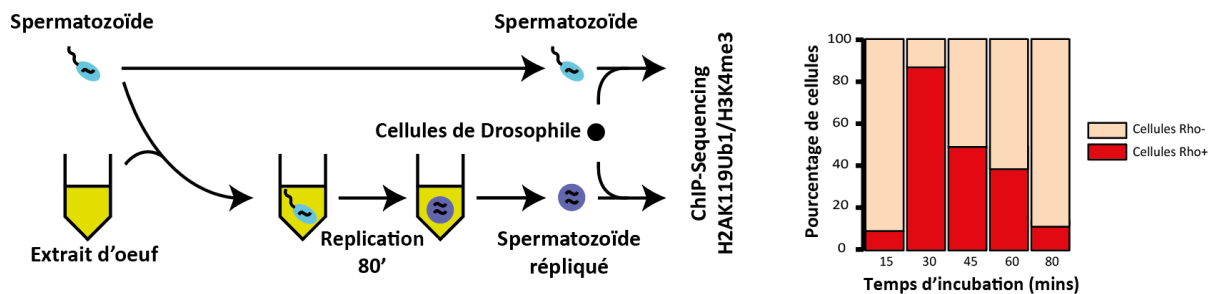 Spermatozoïde
Spermatozoïde
Cellules de Drosophile
Extrait d'oeuf
Replication
80'
Spermatozoïde
répliqué
ChIP-Sequencing
H2AK119Ub1/H3K4me3
Pourcentage de cellules
100
80
60
40
20
0
15 30 45 60 80
Temps d'incubation (mins)
Cellules Rho-
Cellules Rho+